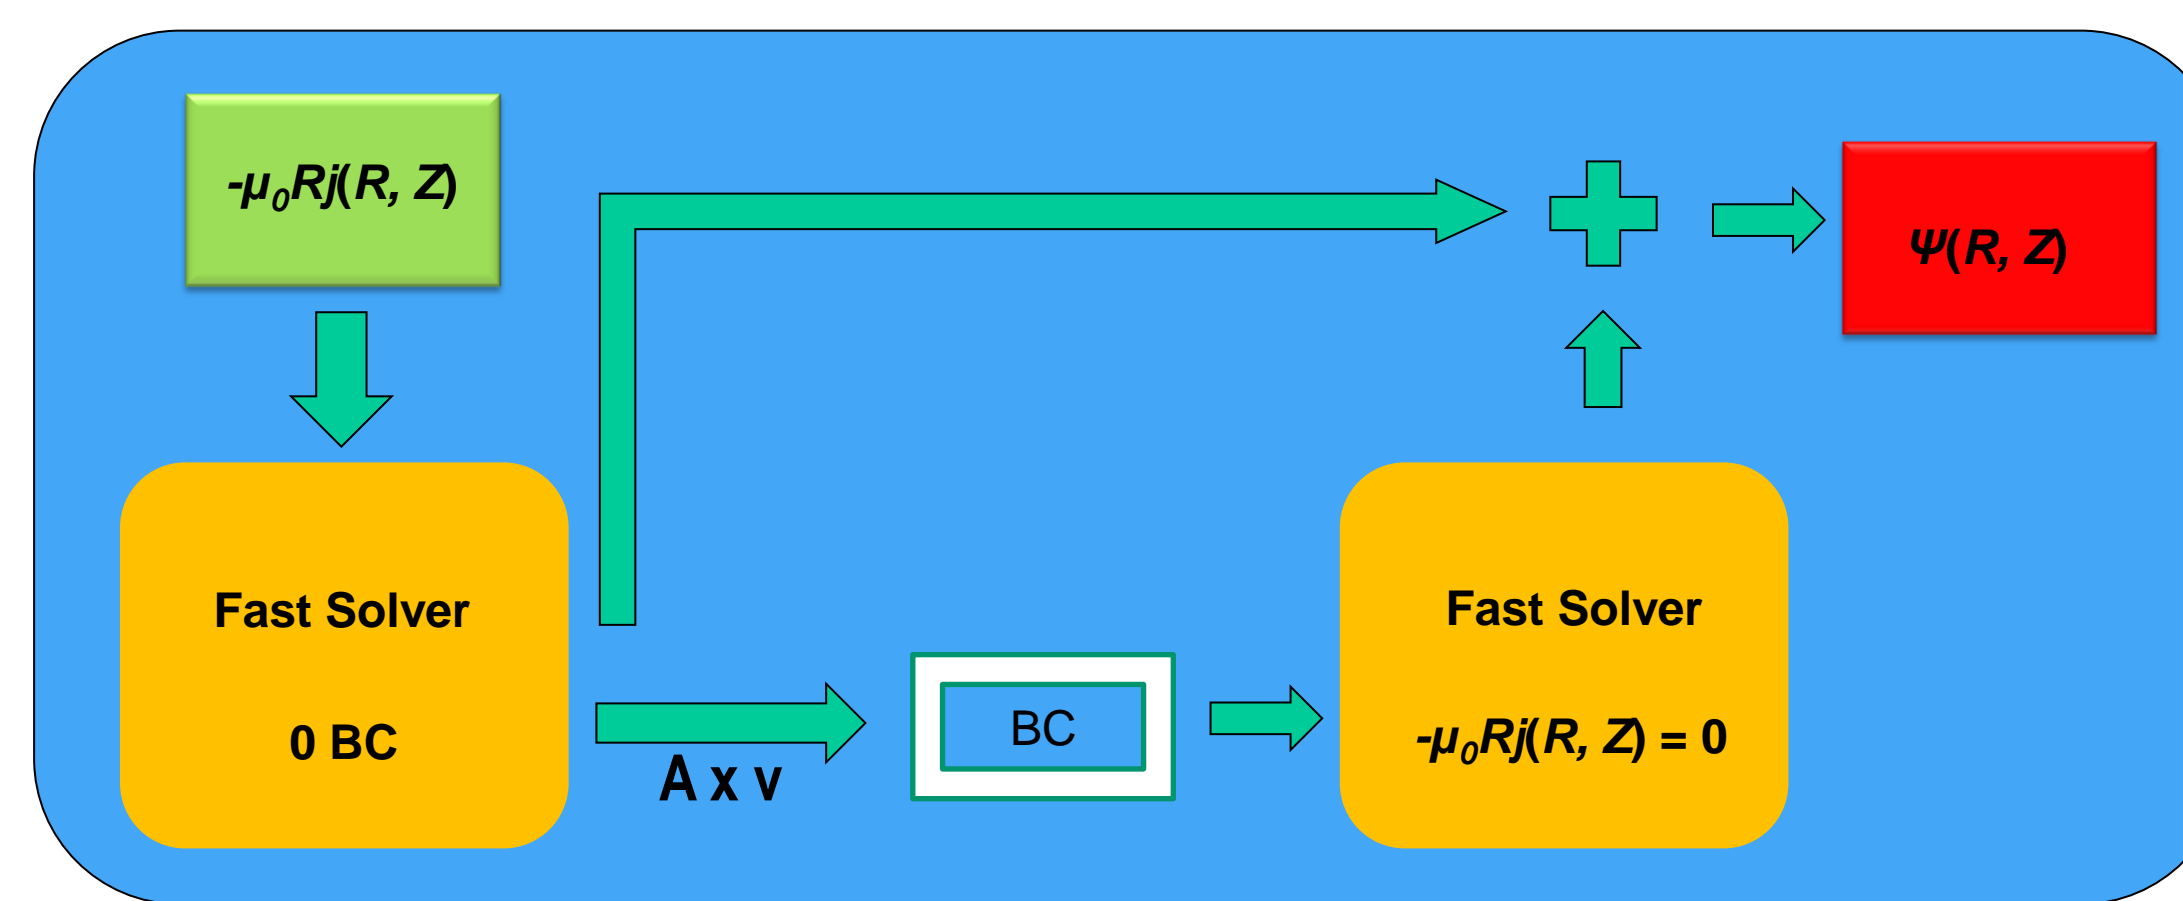 -μ₀Rj(R, Z)
Ψ(R, Z)
Fast Solver
0 BC
A x v
BC
Fast Solver
-μ₀Rj(R, Z) = 0